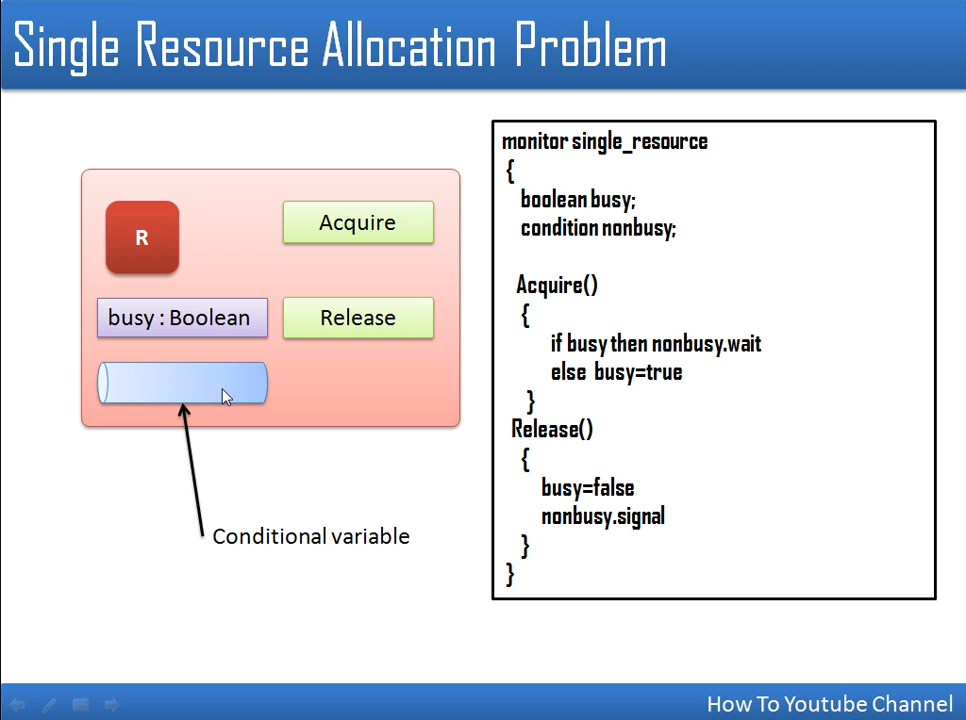 Single Resource Allocation Problem
R
Acquire
busy : Boolean
Release
Conditional variable
monitor single_resource
{
boolean busy;
condition nonbusy;
Acquire()
{
if busy then nonbusy.wait
else busy=true
}
Release()
{
busy=false
nonbusy.signal
}
}
How To Youtube Channel